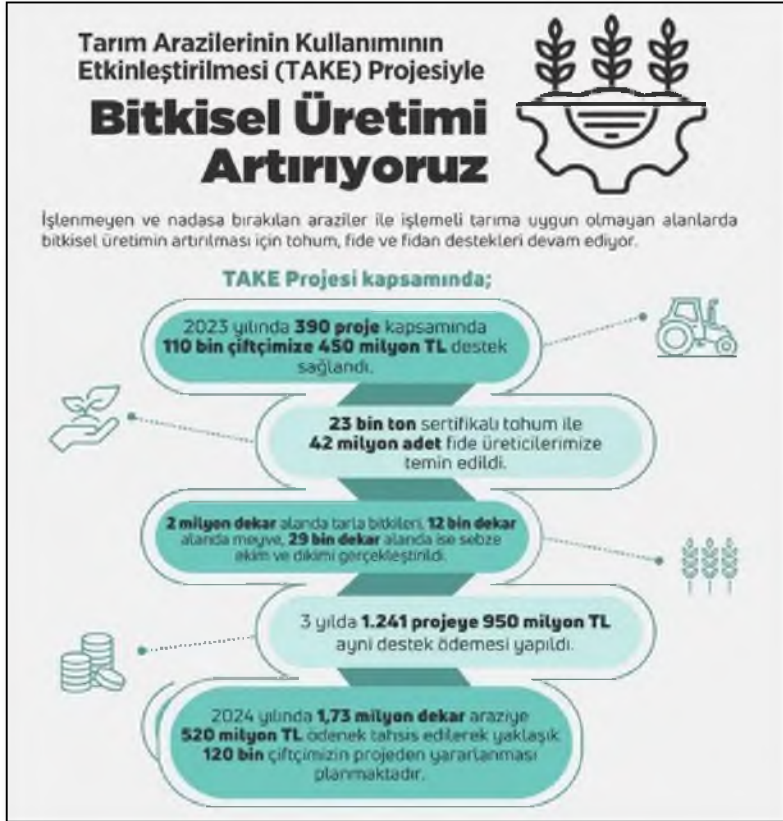 Tarım Arazilerinin Kullanımının
Etkinleştirilmesi (TAKE) Projesiyle
Bitkisel Üretimi
Artırıyoruz
İşlenmeyen ve nadasa bırakılan araziler ile işlemeli tarıma uygun olmayan alanlarda
bitkisel üretimin artırılması için tohum, fide ve fidan destekleri devam ediyor.
TAKE Projesi kapsamında;
2023 yılında 390 proje kapsamında
110 bin çiftçimize 450 milyon TL destek
sağlandı.
23 bin ton sertifikalı tohum ile
42 milyon adet fide üreticilerimize
temin edildi.
2 milyon dekar alanda tarla bitkileri, 12 bin dekar
alanda meyve, 29 bin dekar alanda ise sebze
ekim ve dikimi gerçekleştirildi.
3 yılda 1.241 projeye 950 milyon TL
ayni destek ödemesi yapıldı.
2024 yılında 1,73 milyon dekar araziye
520 milyon TL ödenek tahsis edilerek yaklaşık
120 bin çiftçimizin projeden yararlanması
planmaktadır.